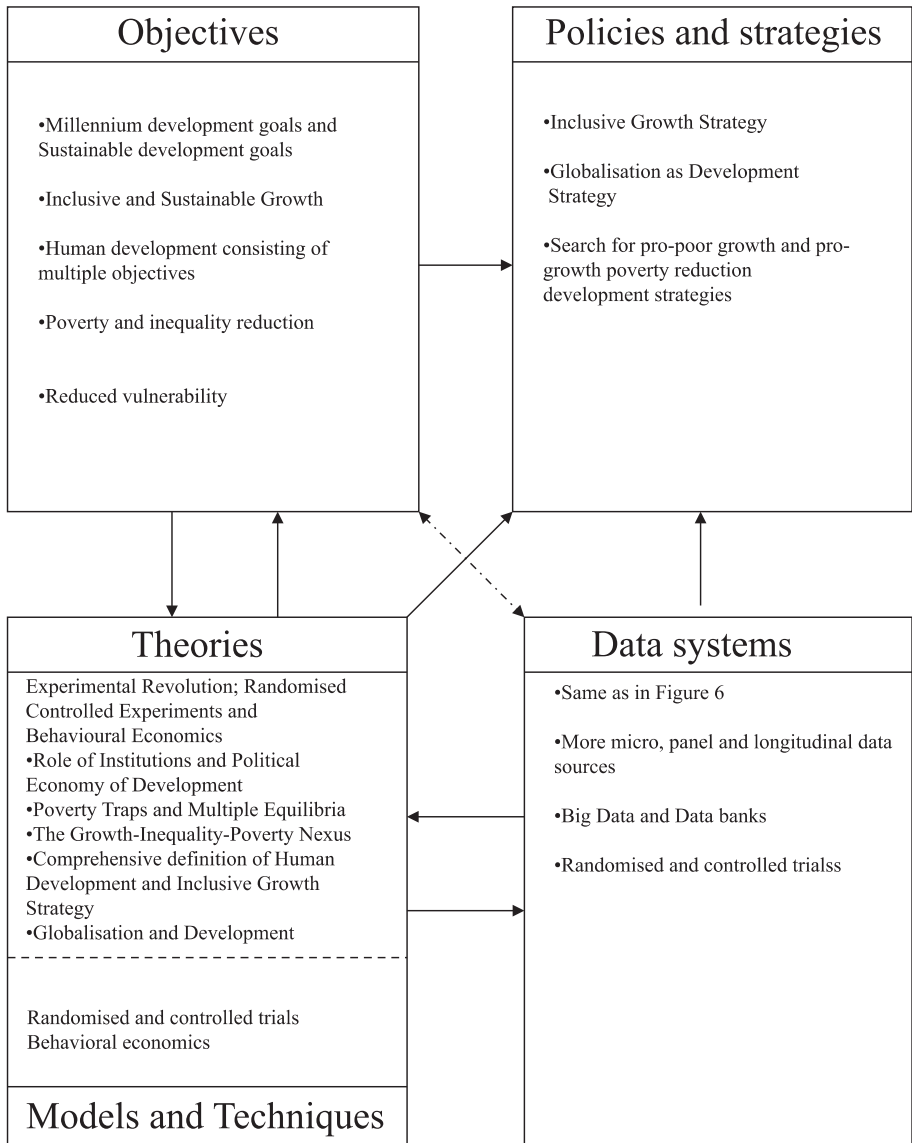 Objectives
•Millennium development goals and
Sustainable development goals
•Inclusive and Sustainable Growth
•Human development consisting of
multiple objectives
•Poverty and inequality reduction
•Reduced vulnerability
Policies and strategies
•Inclusive Growth Strategy
•Globalisation as Development
Strategy
•Search for pro-poor growth and pro-
growth poverty reduction
development strategies
Theories
Experimental Revolution; Randomised
Controlled Experiments and
Behavioural Economics
•Role of Institutions and Political
Economy of Development
•Poverty Traps and Multiple Equilibria
•The Growth-Inequality-Poverty Nexus
•Comprehensive definition of Human
Development and Inclusive Growth
Strategy
•Globalisation and Development
Randomised and controlled trials
Behavioral economics
Models and Techniques
Data systems
•Same as in Figure 6
•More micro, panel and longitudinal data
sources
•Big Data and Data banks
•Randomised and controlled trialss